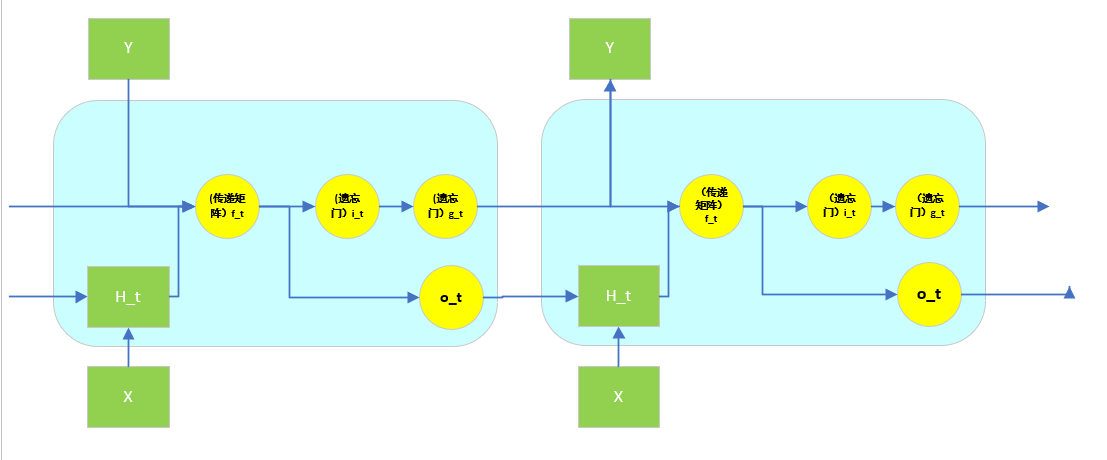 Y
Y
(传递矩
阵）f_t
(遗忘
门）i_t
(遗忘
门）g_t
（传递
矩阵）
f_t
（遗忘
门）i_t
（遗忘
门）g_t
H_t
o_t
H_t
o_t
X
X